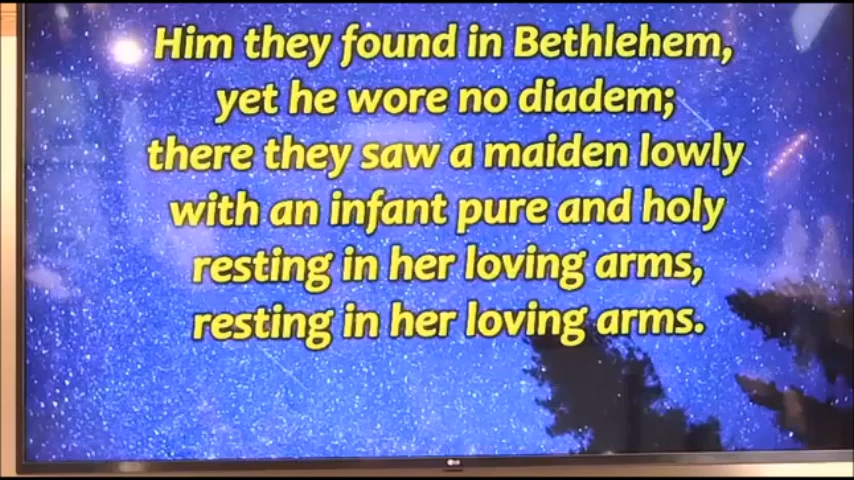 Him they found in Bethlehem,
yet he wore no diadem;
there they saw a maiden lowly
with an infant pure and holy
resting in her loving arms,
resting in her loving arms.
LG